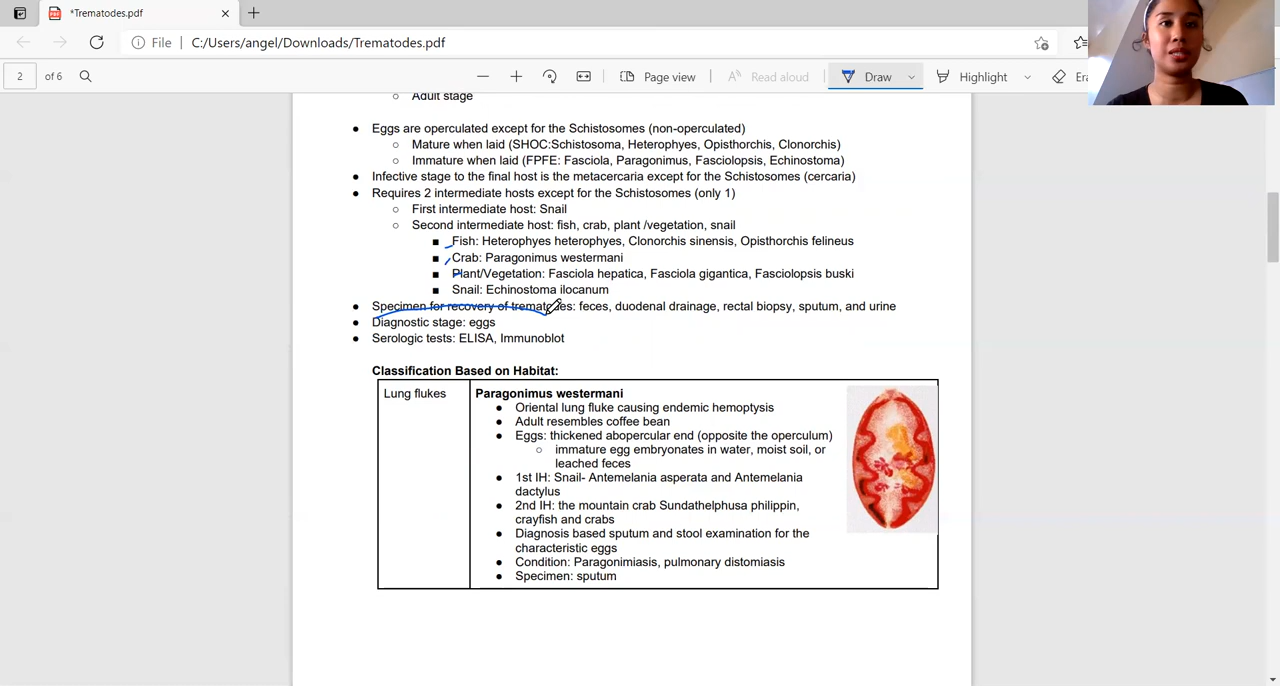 *Trematodes.pdf
File | C:/Users/angel/Downloads/Trematodes.pdf
2 of 6 Page view Read aloud Draw Highlight Era
Adult stage
Eggs are operculated except for the Schistosomes (non-operculated)
Mature when laid (SHOC:Schistosoma, Heterophyes, Opisthorchis, Clonorchis)
Immature when laid (FPFE: Fasciola, Paragonimus, Fasciolopsis, Echinostoma)
Infective stage to the final host is the metacercaria except for the Schistosomes (cercaria)
Requires 2 intermediate hosts except for the Schistosomes (only 1)
First intermediate host: Snail
Second intermediate host: fish, crab, plant /vegetation, snail
Fish: Heterophyes heterophyes, Clonorchis sinensis, Opisthorchis felineus
Crab: Paragonimus westermani
Plant/Vegetation: Fasciola hepatica, Fasciola gigantica, Fasciolopsis buski
Snail: Echinostoma ilocanum
Specimen for recovery of trematodes: feces, duodenal drainage, rectal biopsy, sputum, and urine
Diagnostic stage: eggs
Serologic tests: ELISA, Immunoblot
Classification Based on Habitat:
Lung flukes
Paragonimus westermani
Oriental lung fluke causing endemic hemoptysis
Adult resembles coffee bean
Eggs: thickened abopercular end (opposite the operculum)
immature egg embryonates in water, moist soil, or
leached feces
1st IH: Snail- Antemelania asperata and Antemelania
dactylus
2nd IH: the mountain crab Sundathelphusa philippin,
crayfish and crabs
Diagnosis based sputum and stool examination for the
characteristic eggs
Condition: Paragonimiasis, pulmonary distomiasis
Specimen: sputum